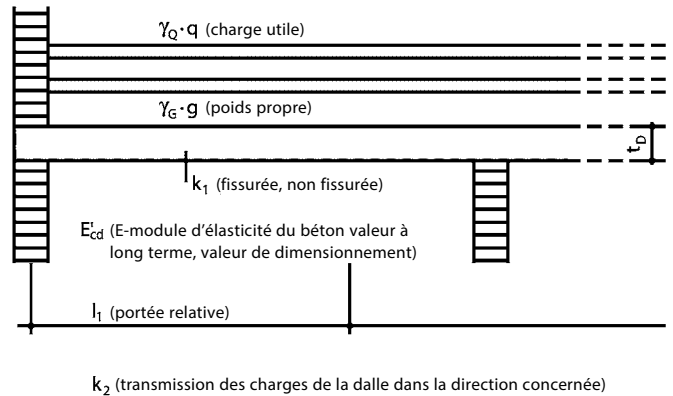 γQ·q (charge utile)
γG·g (poids propre)
tD
k1 (fissurée, non fissurée)
E'cd (E-module d'élasticité du béton valeur à
long terme, valeur de dimensionnement)
l1 (portée relative)
k2 (transmission des charges de la dalle dans la direction concernée)